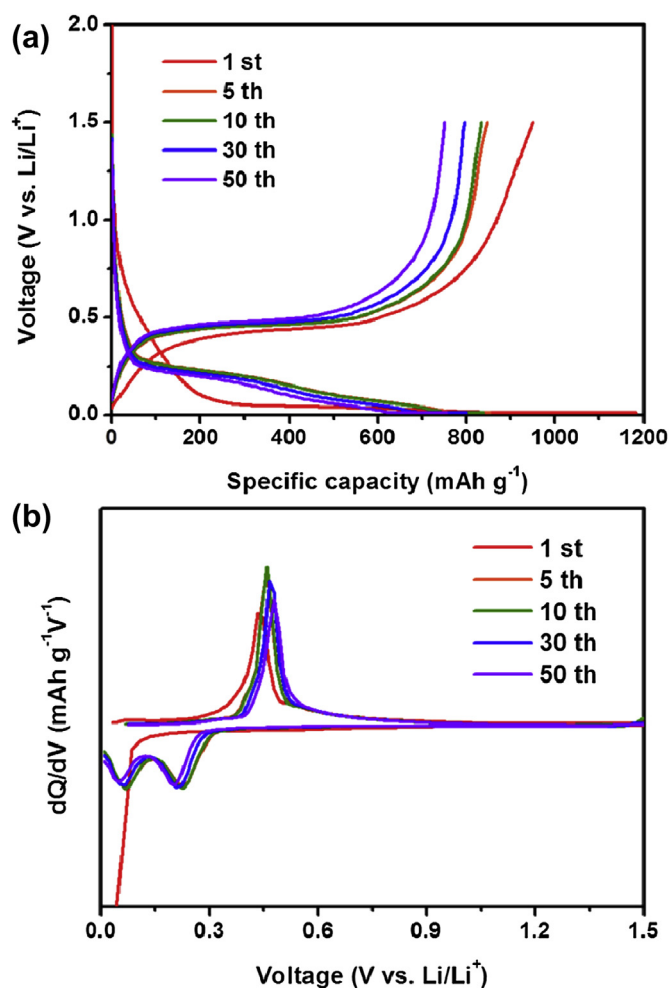 (a)
2.0
1.5
1.0
0.5
0.0
Voltage (V vs. Li/Li⁺)
1 st
5 th
10 th
30 th
50 th
0 200 400 600 800 1000 1200
Specific capacity (mAh g⁻¹)
(b)
dQ/dV (mAh g⁻¹V⁻¹)
1 st
5 th
10 th
30 th
50 th
0.0 0.3 0.6 0.9 1.2 1.5
Voltage (V vs. Li/Li⁺)